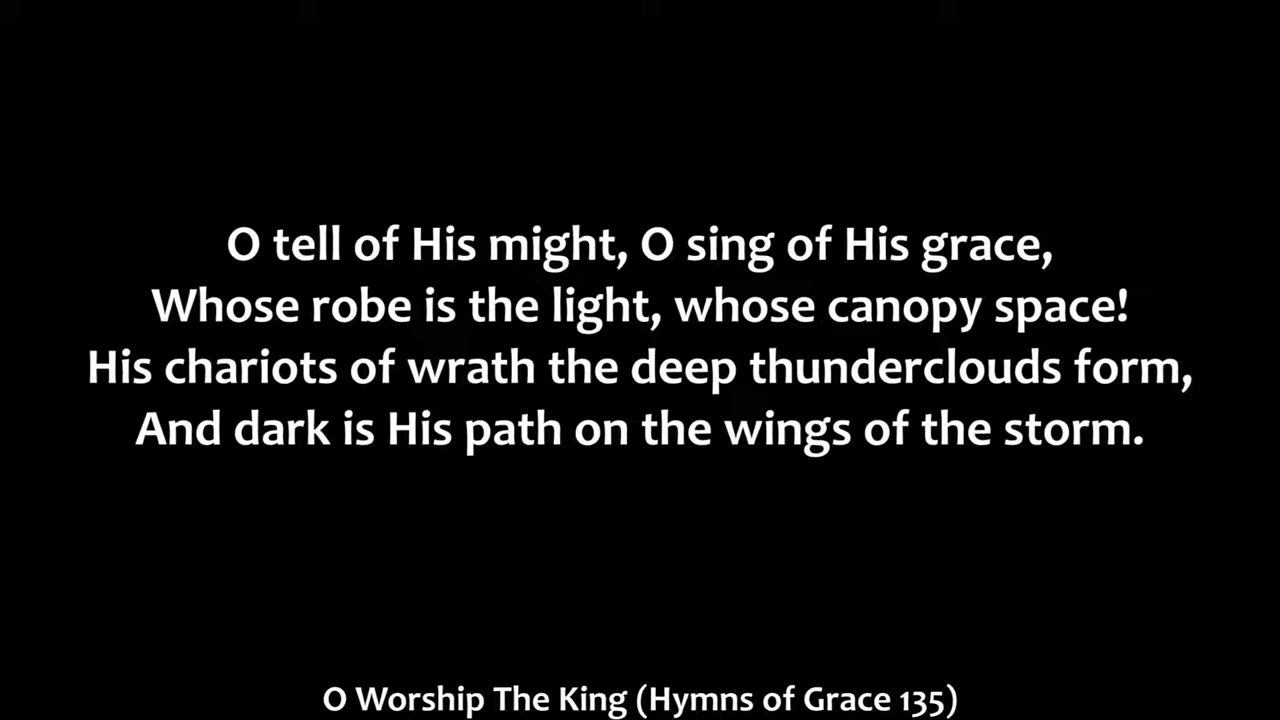 O tell of His might, O sing of His grace,
Whose robe is the light, whose canopy space!
His chariots of wrath the deep thunderclouds form,
And dark is His path on the wings of the storm.
O Worship The King (Hymns of Grace 135)